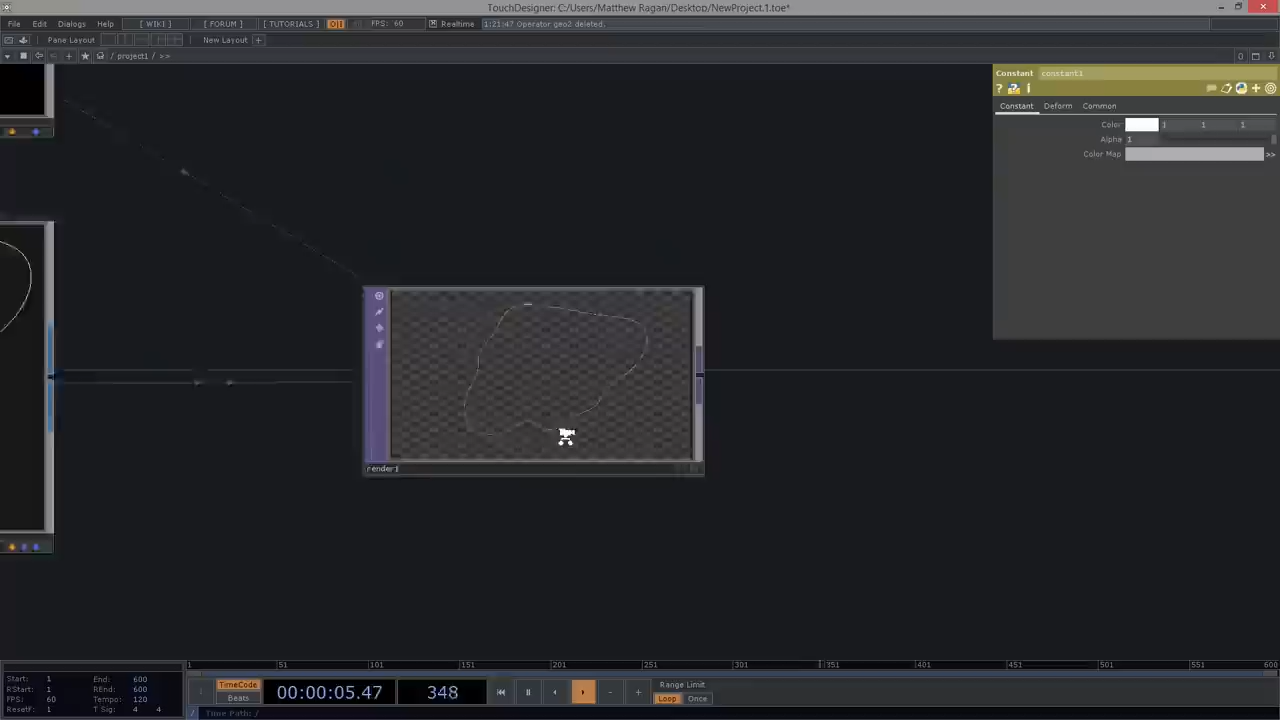 TouchDesigner: C:/Users/Matthew Ragan/Desktop/NewProject.1.toe*
File Edit Dialogs Help [ WIKI ] [ FORUM ] [ TUTORIALS ] O|I FPS: 60 Realtime 1:21:47 Operator geo2 deleted.
Pane Layout New Layout +
/ project1 / >>
Constant constant1
? i
Constant Deform Common
Color 1 1 1
Alpha 1
Color Map >>
render1
1 51 101 151 201 251 301 351 401 451 501 551 600
Start: 1 End: 600
RStart: 1 REnd: 600
FPS: 60 Tempo: 120
ResetF: 1 T Sig: 4 4
TimeCode
Beats
00:00:05.47 348
- +
Range Limit
Loop Once
/ Time Path: /